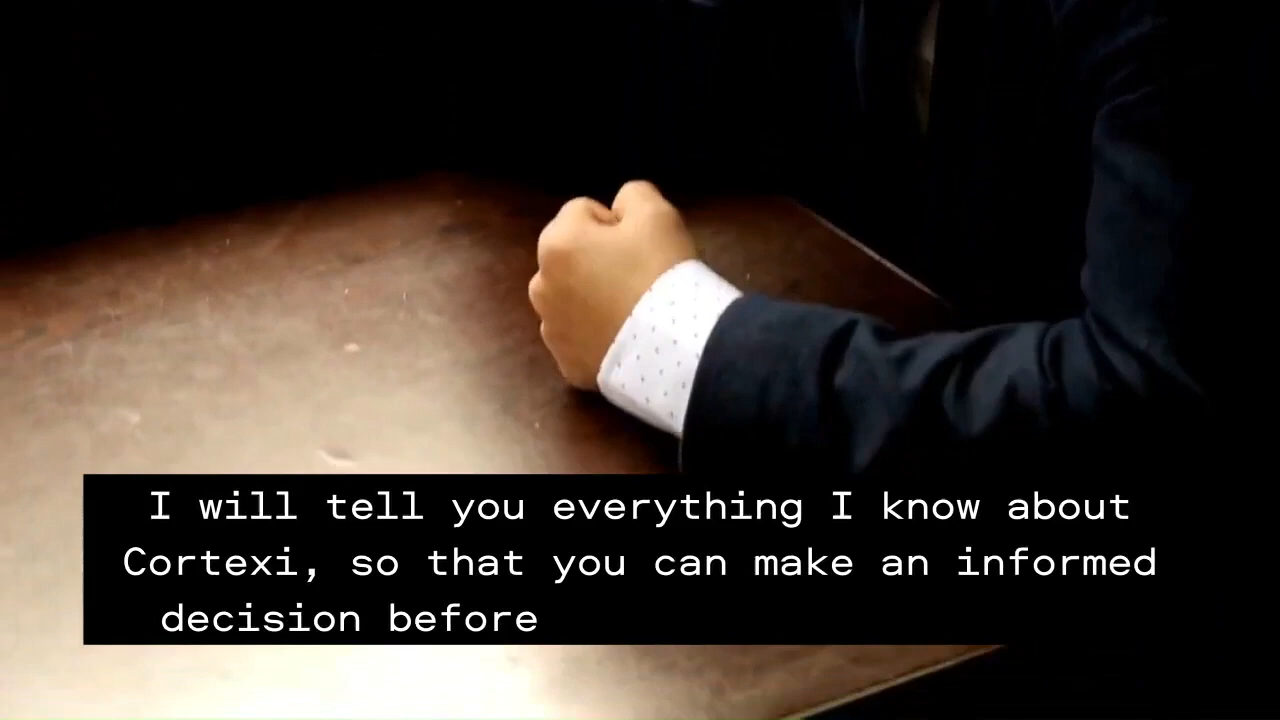 I will tell you everything I know about
Cortexi, so that you can make an informed
decision before